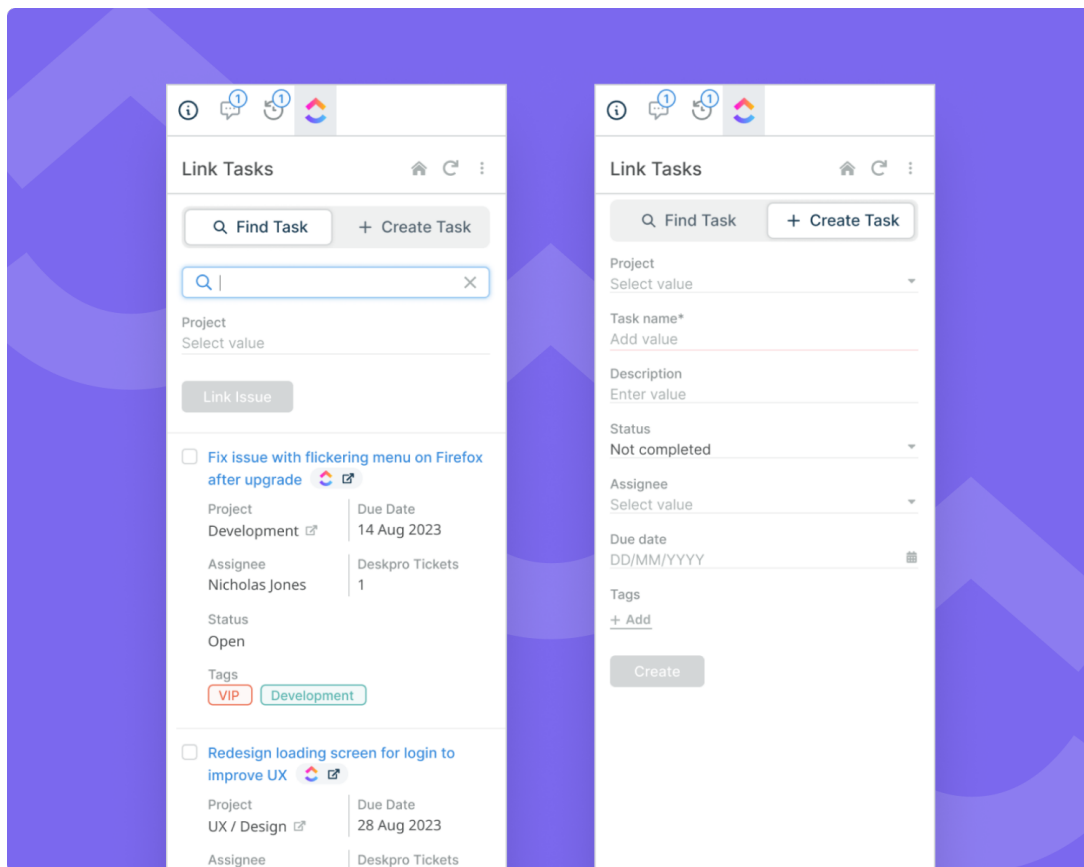 1 1
Link Tasks
Find Task + Create Task
Project
Select value
Link Issue
Fix issue with flickering menu on Firefox
after upgrade
Project Due Date
Development 14 Aug 2023
Assignee Deskpro Tickets
Nicholas Jones 1
Status
Open
Tags
VIP Development
Redesign loading screen for login to
improve UX
Project Due Date
UX / Design 28 Aug 2023
Assignee Deskpro Tickets
1 1
Link Tasks
Find Task + Create Task
Project
Select value
Task name*
Add value
Description
Enter value
Status
Not completed
Assignee
Select value
Due date
DD/MM/YYYY
Tags
+ Add
Create